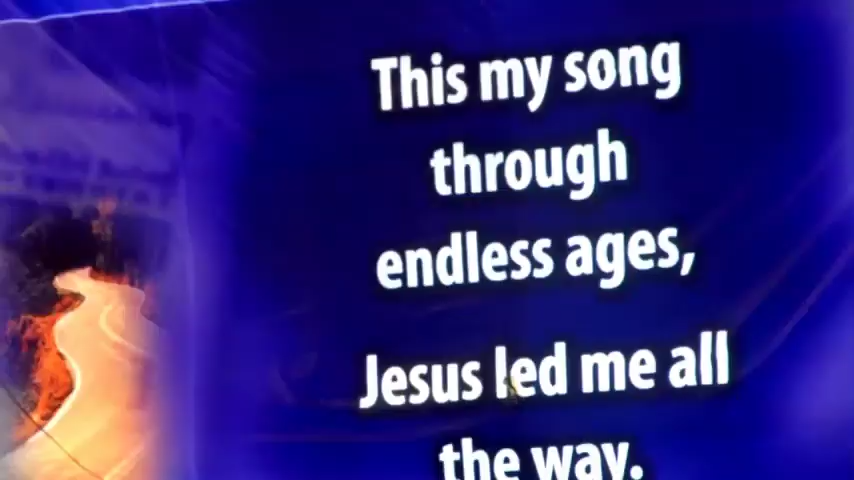 This my song
through
endless ages,
Jesus led me all
the way.